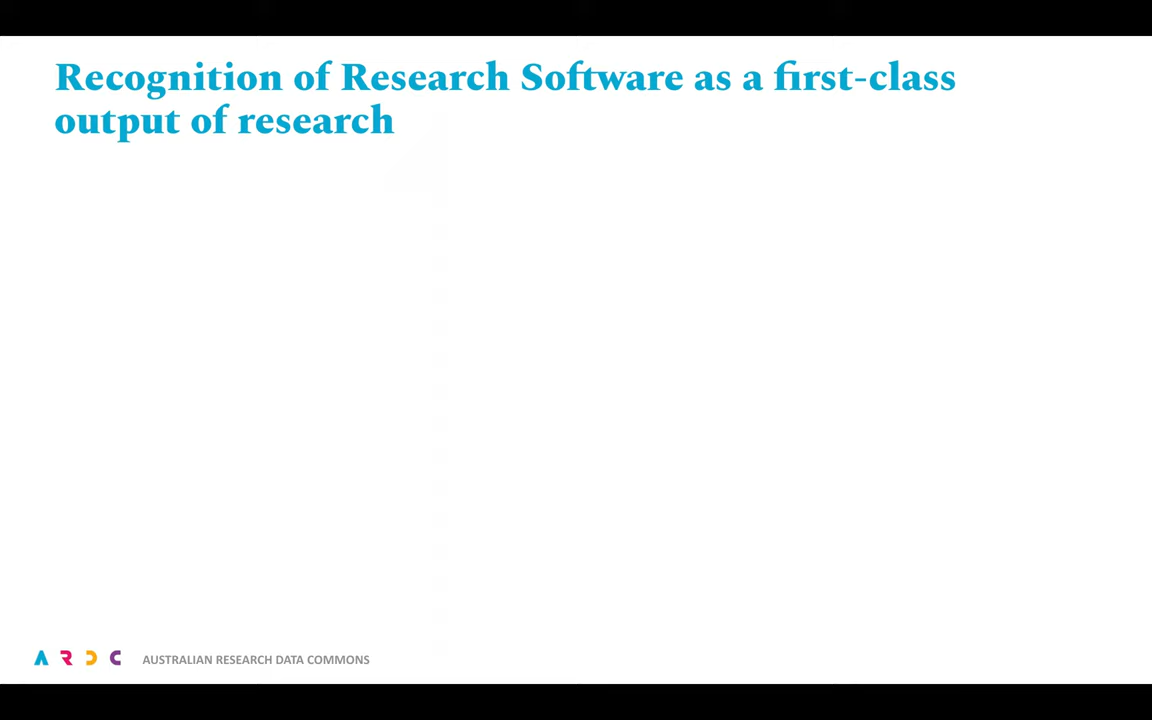 Recognition of Research Software as a first-class
output of research
ARDC AUSTRALIAN RESEARCH DATA COMMONS